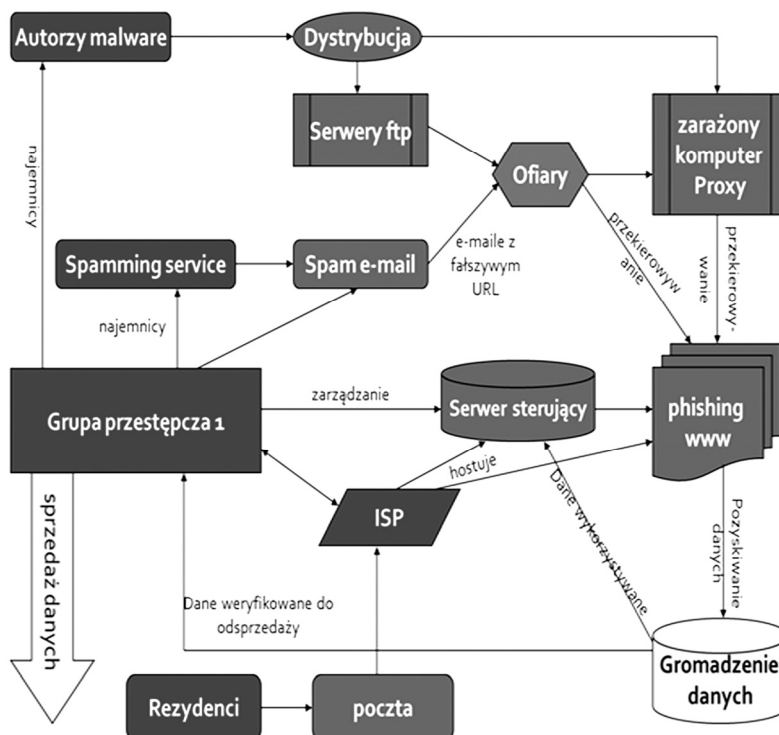 Autorzy malware
Dystrybucja
Serwery ftp
zarażony
komputer
Proxy
Ofiary
najemnicy
Spamming service
Spam e-mail
e-maile z
fałszywym
URL
przekierowyw
anie
przekierowy-
wanie
najemnicy
Grupa przestępcza 1
zarządzanie
Serwer sterujący
phishing
www
hostuje
ISP
sprzedaż danych
Dane wykorzystywane
Pozyskiwanie
danych
Dane weryfikowane do
odsprzedaży
Gromadzenie
danych
Rezydenci
poczta